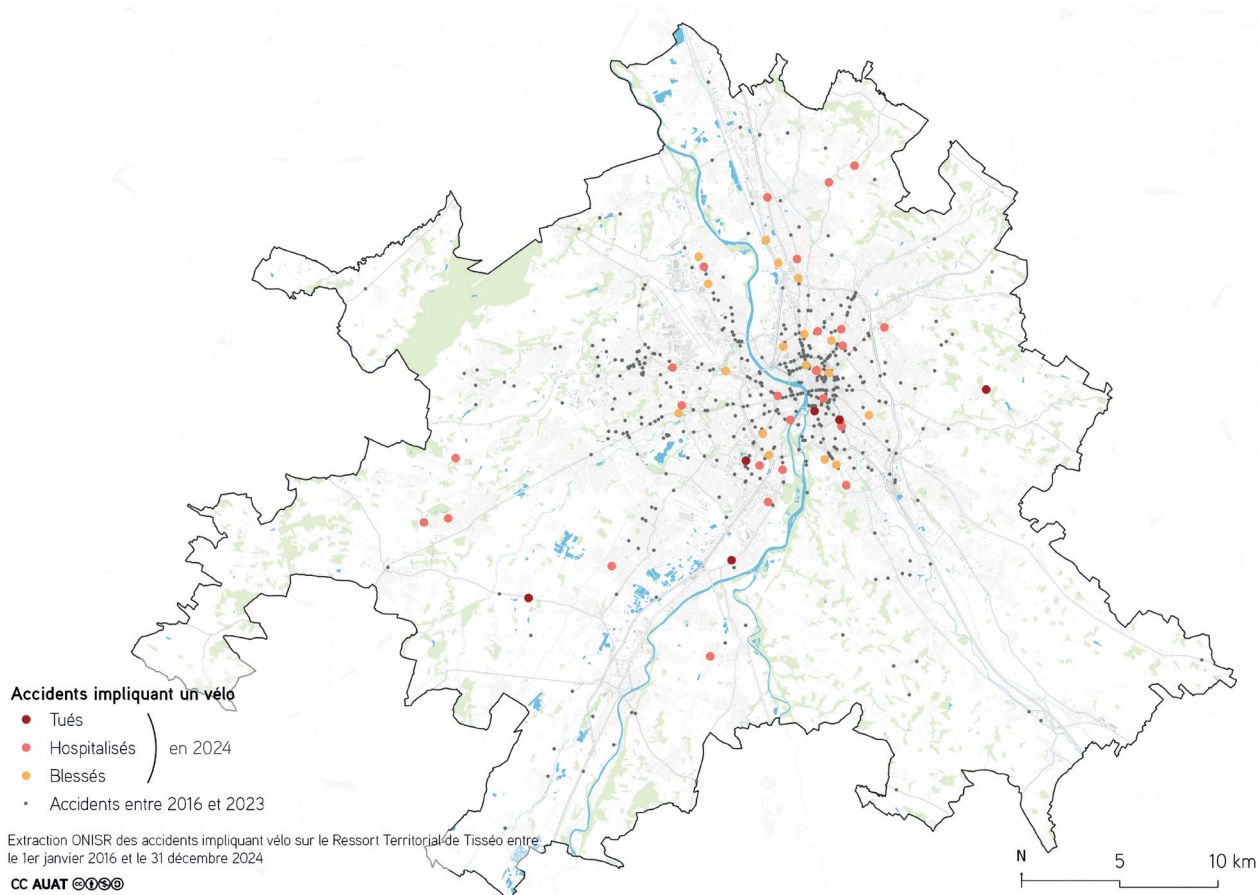 Accidents impliquant un vélo
Tués
Hospitalisés
en 2024
Blessés
Accidents entre 2016 et 2023
Extraction ONISR des accidents impliquant vélo sur le Ressort Territorial de Tisséo entre
le 1er janvier 2016 et le 31 décembre 2024
CC AUAT
N
5
10 km